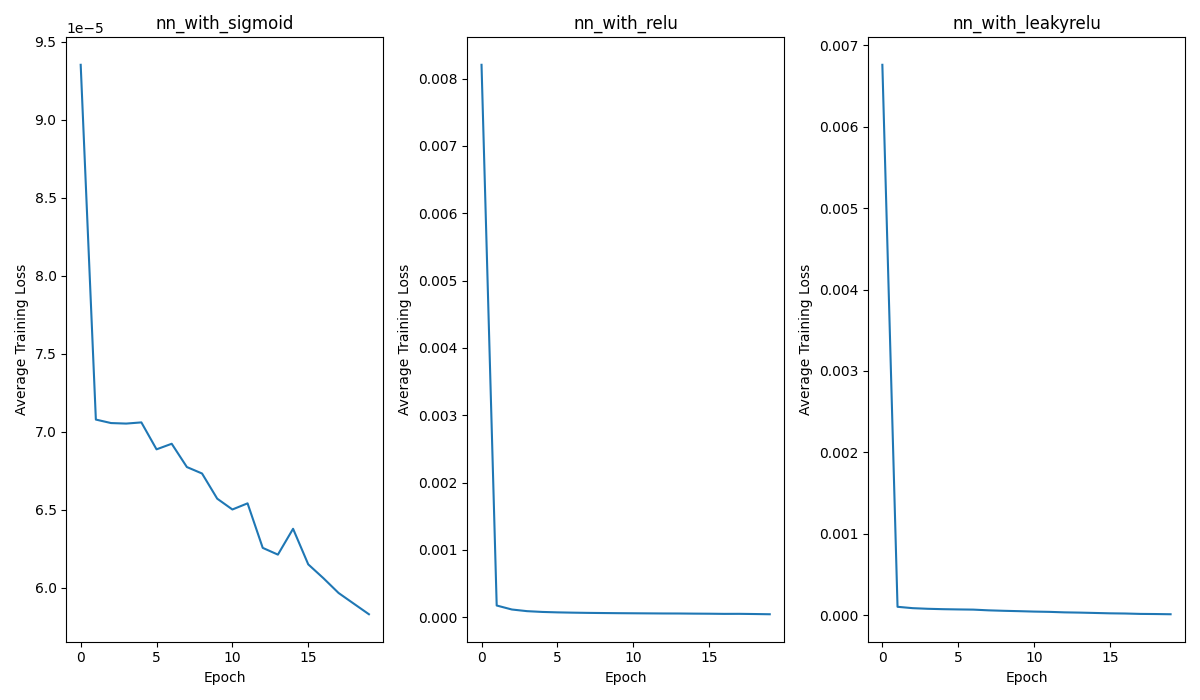 nn_with_sigmoid
1e−5
9.5
9.0
8.5
8.0
7.5
7.0
6.5
6.0
Average Training Loss
0 5 10 15
Epoch
nn_with_relu
0.008
0.007
0.006
0.005
0.004
0.003
0.002
0.001
0.000
Average Training Loss
0 5 10 15
Epoch
nn_with_leakyrelu
0.007
0.006
0.005
0.004
0.003
0.002
0.001
0.000
Average Training Loss
0 5 10 15
Epoch